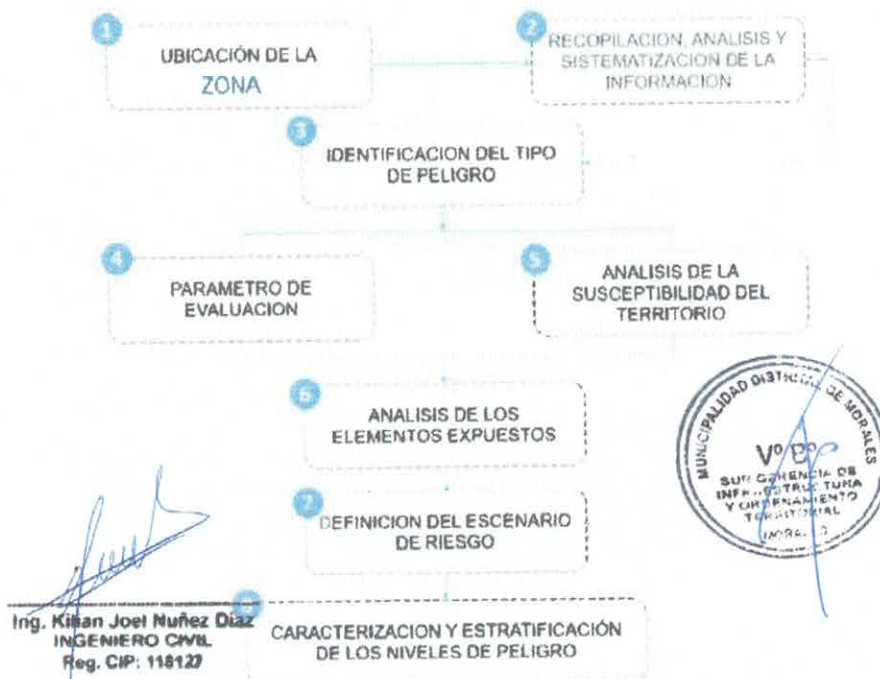 1
UBICACIÓN DE LA
ZONA
2
RECOPILACION, ANALISIS Y
SISTEMATIZACION DE LA
INFORMACION
3
IDENTIFICACION DEL TIPO
DE PELIGRO
4
PARAMETRO DE
EVALUACION
5
ANALISIS DE LA
SUSCEPTIBILIDAD DEL
TERRITORIO
6
ANALISIS DE LOS
ELEMENTOS EXPUESTOS
7
DEFINICION DEL ESCENARIO
DE RIESGO
CARACTERIZACION Y ESTRATIFICACIÓN
DE LOS NIVELES DE PELIGRO
MUNICIPALIDAD DISTRITAL DE MORALES
Vº Bº
SUB GERENCIA DE
INFRAESTRUCTURA
Y ORDENAMIENTO
TERRITORIAL
MORALES
Ing. Kilian Joel Nuñez Diaz
INGENIERO CIVIL
Reg. CIP: 118127